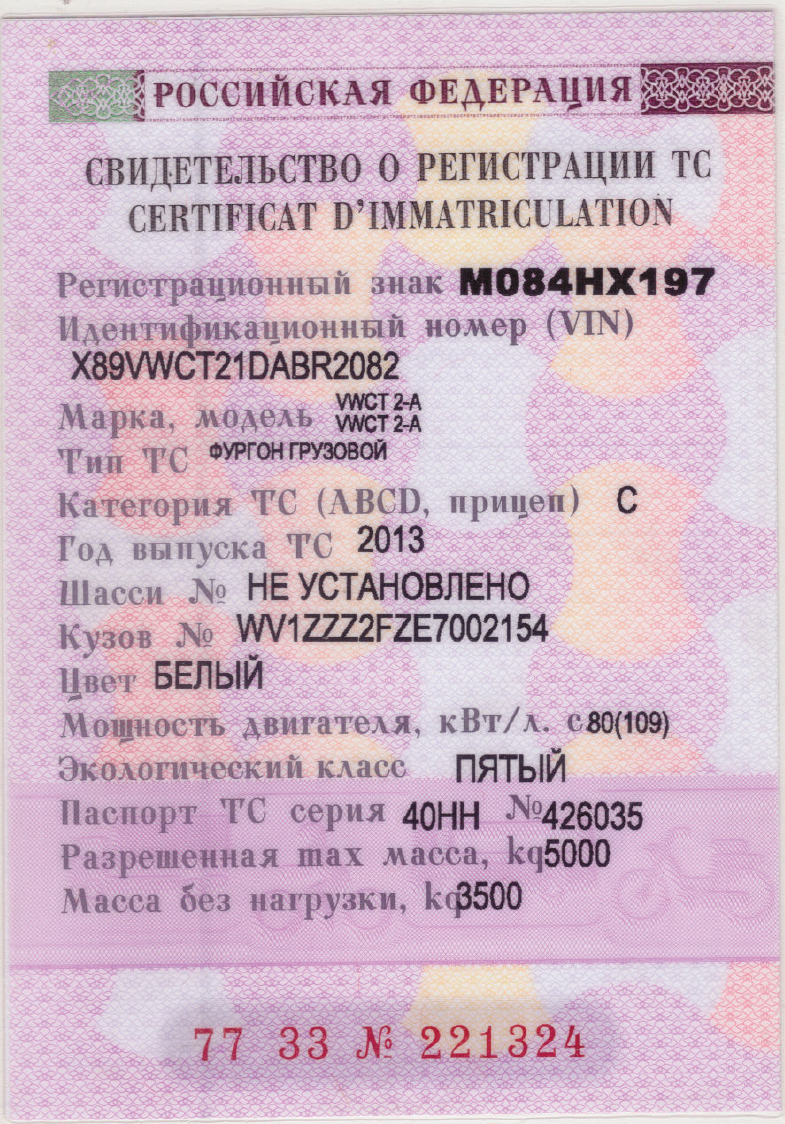 РОССИЙСКАЯ ФЕДЕРАЦИЯ
СВИДЕТЕЛЬСТВО О РЕГИСТРАЦИИ ТС
CERTIFICAT D'IMMATRICULATION
Регистрационный знак М084НХ197
Идентификационный номер (VIN)
X89VWCT21DABR2082
Марка, модель VWCT 2-A
VWCT 2-A
Тип ТС ФУРГОН ГРУЗОВОЙ
Категория ТС (ABCD, прицеп) C
Год выпуска ТС 2013
Шасси № НЕ УСТАНОВЛЕНО
Кузов № WV1ZZZ2FZE7002154
Цвет БЕЛЫЙ
Мощность двигателя, кВт/л. с 80(109)
Экологический класс ПЯТЫЙ
Паспорт ТС серия 40НН № 426035
Разрешенная max масса, kg 5000
Масса без нагрузки, kg 3500
77 33 № 221324